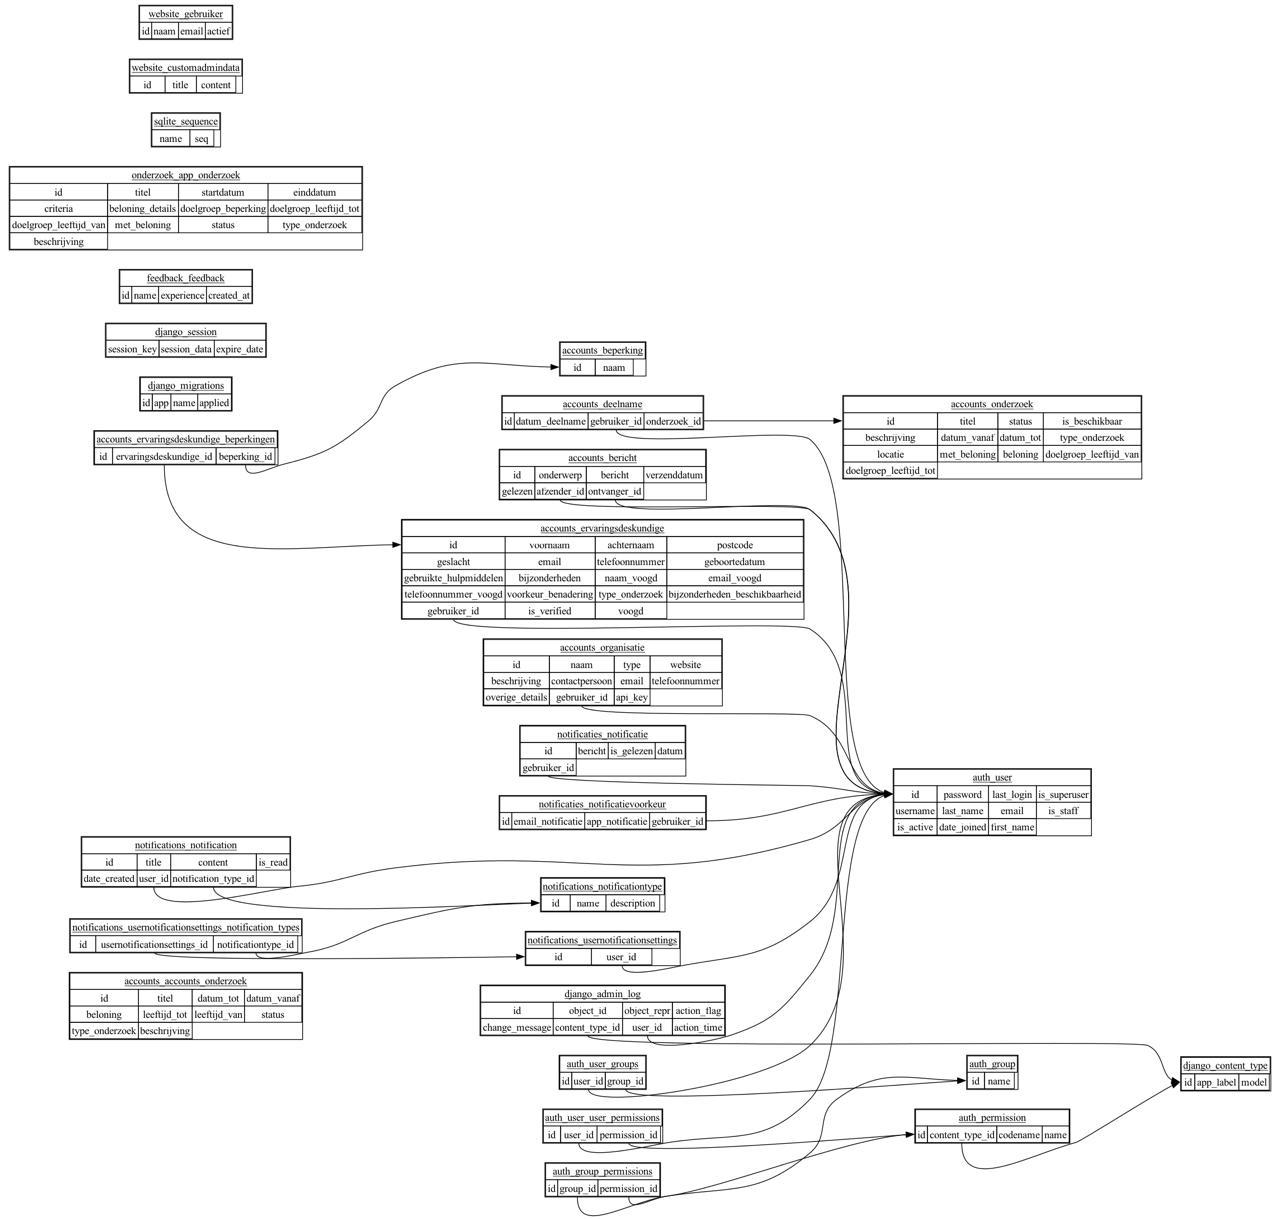 website_gebruiker
id naam email actief
website_customadmindata
id title content
sqlite_sequence
name seq
onderzoek_app_onderzoek
id titel startdatum einddatum
criteria beloning_details doelgroep_beperking doelgroep_leeftijd_tot
doelgroep_leeftijd_van met_beloning status type_onderzoek
beschrijving
feedback_feedback
id name experience created_at
django_session
session_key session_data expire_date
django_migrations
id app name applied
accounts_ervaringsdeskundige_beperkingen
id ervaringsdeskundige_id beperking_id
accounts_beperking
id naam
accounts_deelname
id datum_deelname gebruiker_id onderzoek_id
accounts_onderzoek
id titel status is_beschikbaar
beschrijving datum_vanaf datum_tot type_onderzoek
locatie met_beloning beloning doelgroep_leeftijd_van
doelgroep_leeftijd_tot
accounts_bericht
id onderwerp bericht verzenddatum
gelezen afzender_id ontvanger_id
accounts_ervaringsdeskundige
id voornaam achternaam postcode
geslacht email telefoonnummer geboortedatum
gebruikte_hulpmiddelen bijzonderheden naam_voogd email_voogd
telefoonnummer_voogd voorkeur_benadering type_onderzoek bijzonderheden_beschikbaarheid
gebruiker_id is_verified voogd
accounts_organisatie
id naam type website
beschrijving contactpersoon email telefoonnummer
overige_details gebruiker_id api_key
notificaties_notificatie
id bericht is_gelezen datum
gebruiker_id
notificaties_notificatievoorkeur
id email_notificatie app_notificatie gebruiker_id
auth_user
id password last_login is_superuser
username last_name email is_staff
is_active date_joined first_name
notifications_notification
id title content is_read
date_created user_id notification_type_id
notifications_notificationtype
id name description
notifications_usernotificationsettings_notification_types
id usernotificationsettings_id notificationtype_id
notifications_usernotificationsettings
id user_id
accounts_accounts_onderzoek
id titel datum_tot datum_vanaf
beloning leeftijd_tot leeftijd_van status
type_onderzoek beschrijving
django_admin_log
id object_id object_repr action_flag
change_message content_type_id user_id action_time
auth_user_groups
id user_id group_id
auth_group
id name
django_content_type
id app_label model
auth_user_user_permissions
id user_id permission_id
auth_permission
id content_type_id codename name
auth_group_permissions
id group_id permission_id